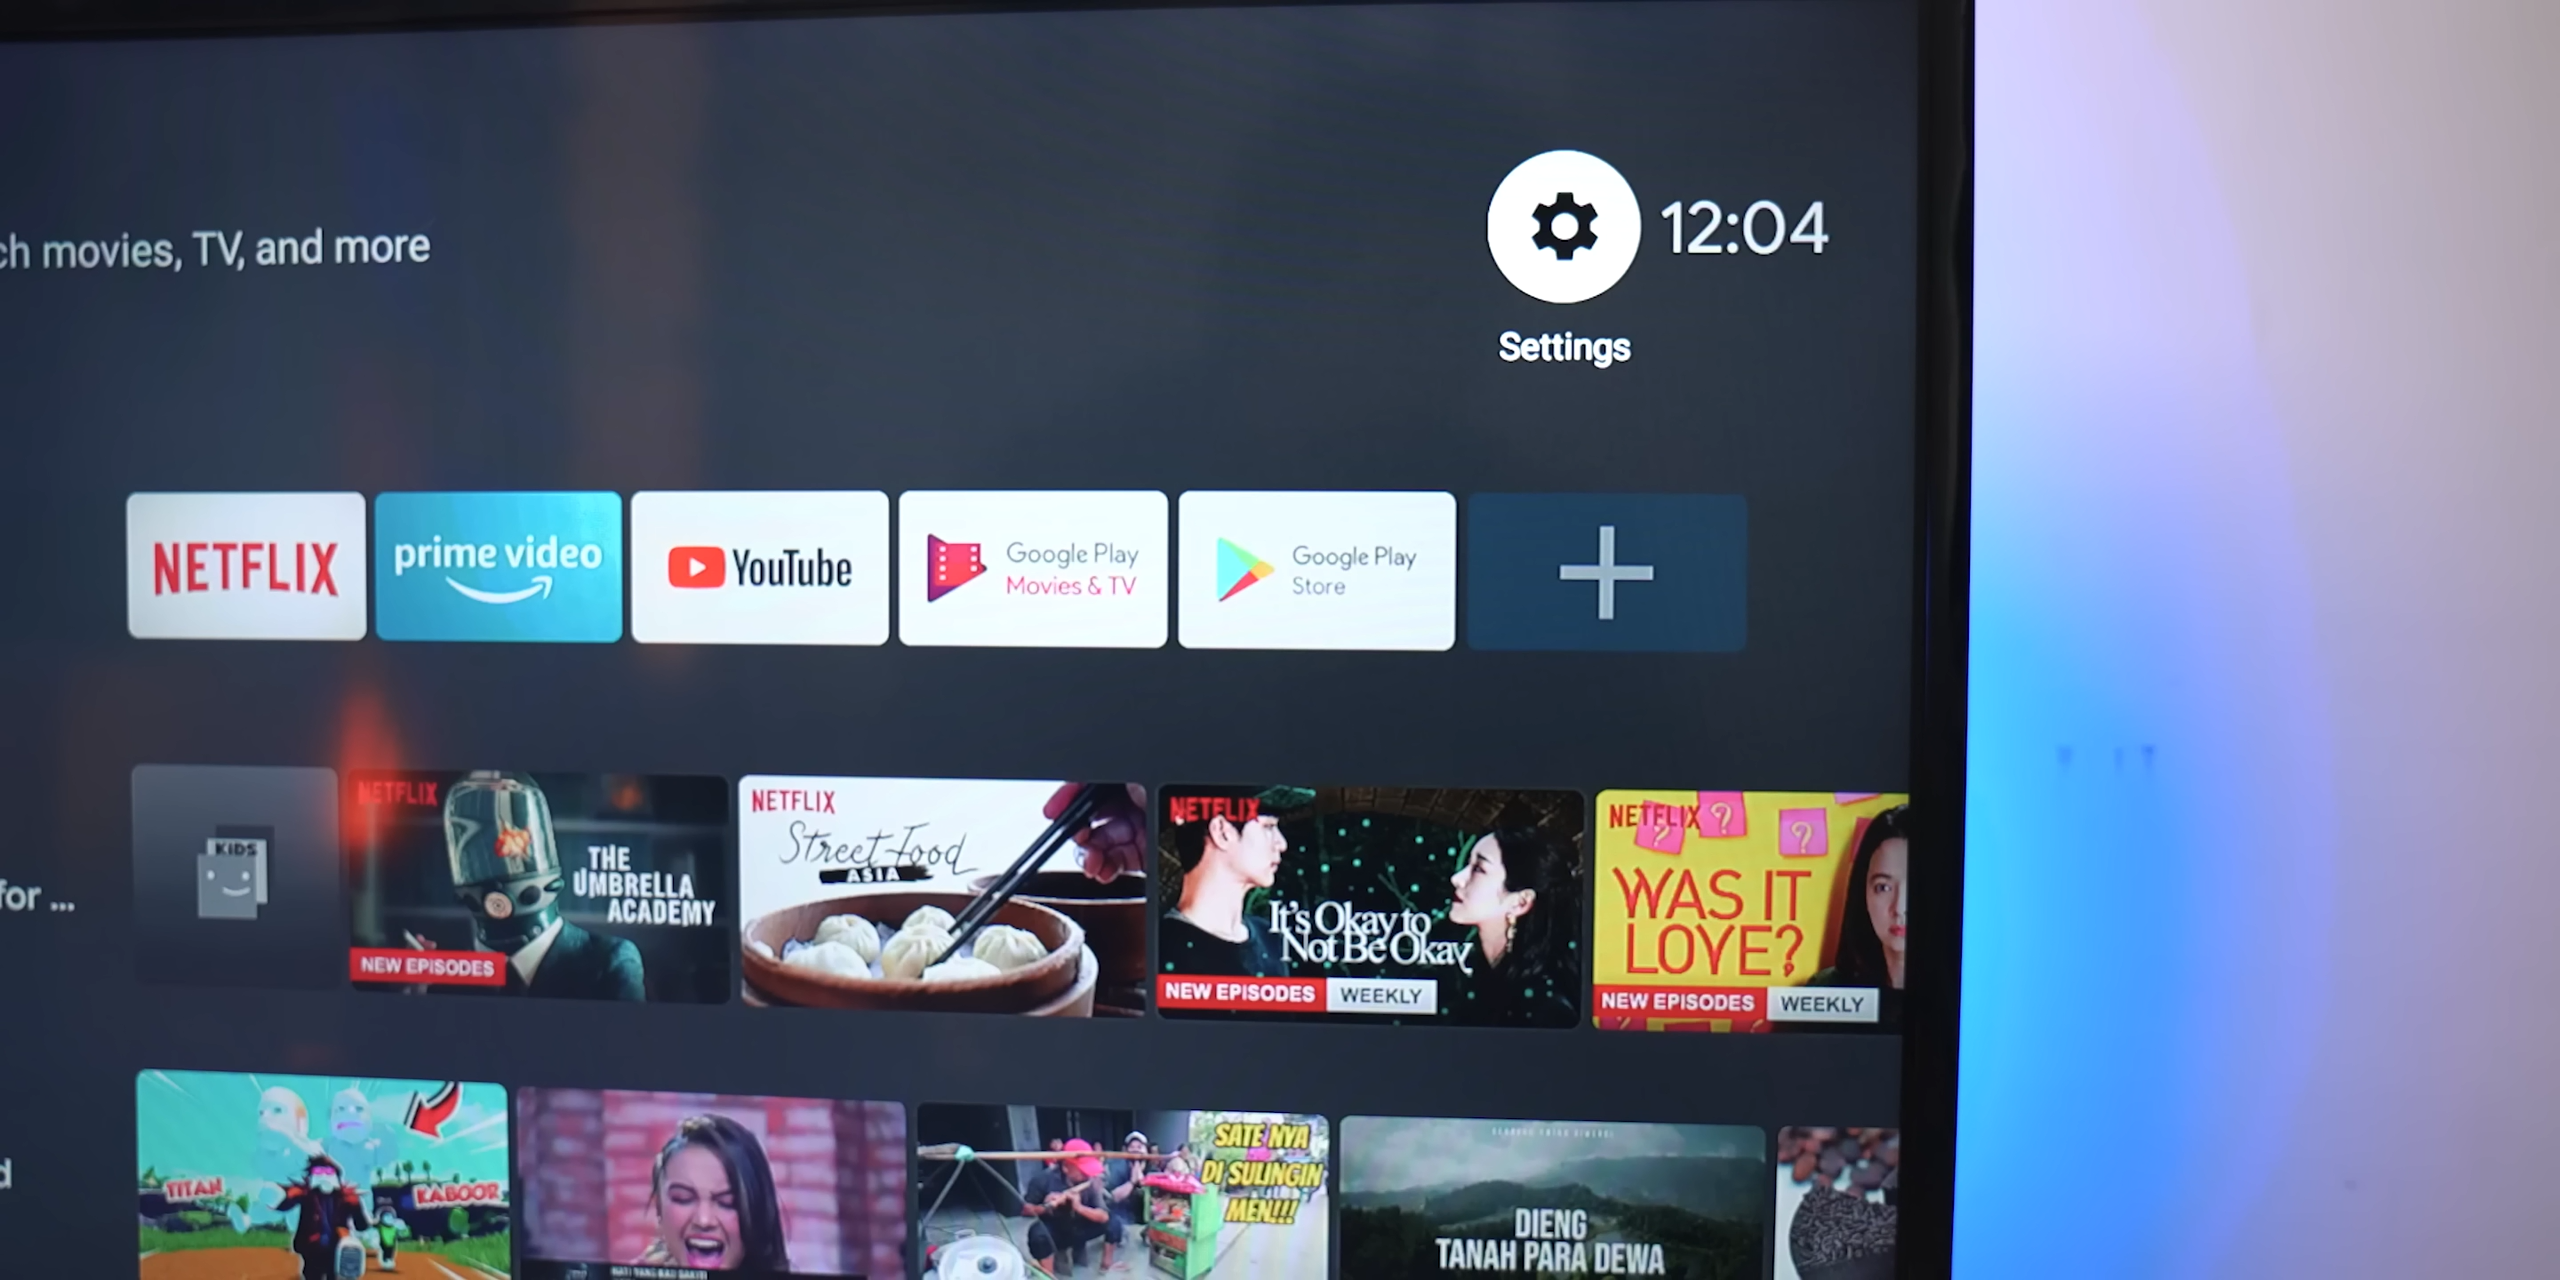 ch movies, TV, and more
12:04
Settings
NETFLIX
prime video
YouTube
Google Play
Movies & TV
Google Play
Store
for ...
KIDS
NETFLIX
THE
UMBRELLA
ACADEMY
NEW EPISODES
NETFLIX
Street Food
ASIA
NETFLIX
It's Okay to
Not Be Okay
NEW EPISODES WEEKLY
NETFLIX
? ? ?
WAS IT
LOVE?
NEW EPISODES WEEKLY
d
TITAN
KABOOR
SATE NYA
DI SULINGIN
MEN!!!
DIENG
TANAH PARA DEWA